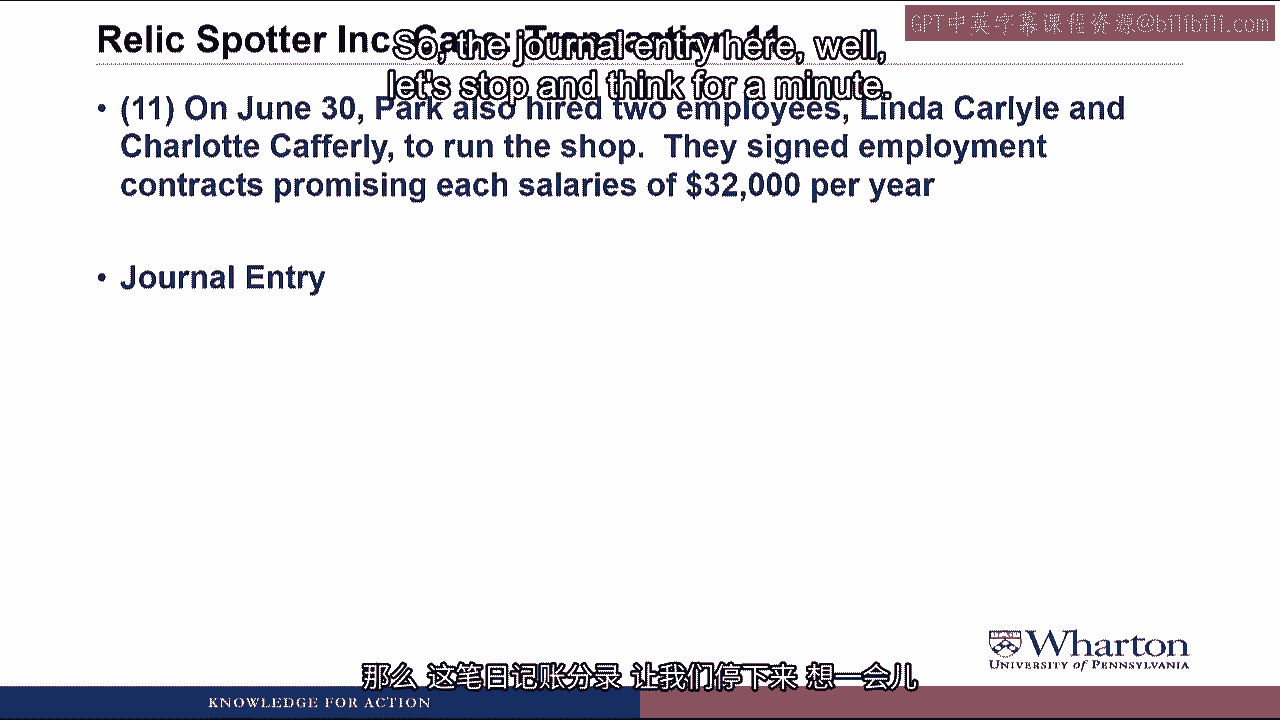 GPT中英字幕课程资源@bilibili.com
Relic Spotter Inc. Case: Transaction 11
So, the journal entry here, well,
let's stop and think for a minute.
• (11) On June 30, Park also hired two employees, Linda Carlyle and
Charlotte Cafferly, to run the shop. They signed employment
contracts promising each salaries of $32,000 per year
• Journal Entry
Wharton
UNIVERSITY of PENNSYLVANIA
那么 这笔日记账分录 让我们停下来 想一会儿
KNOWLEDGE FOR ACTION